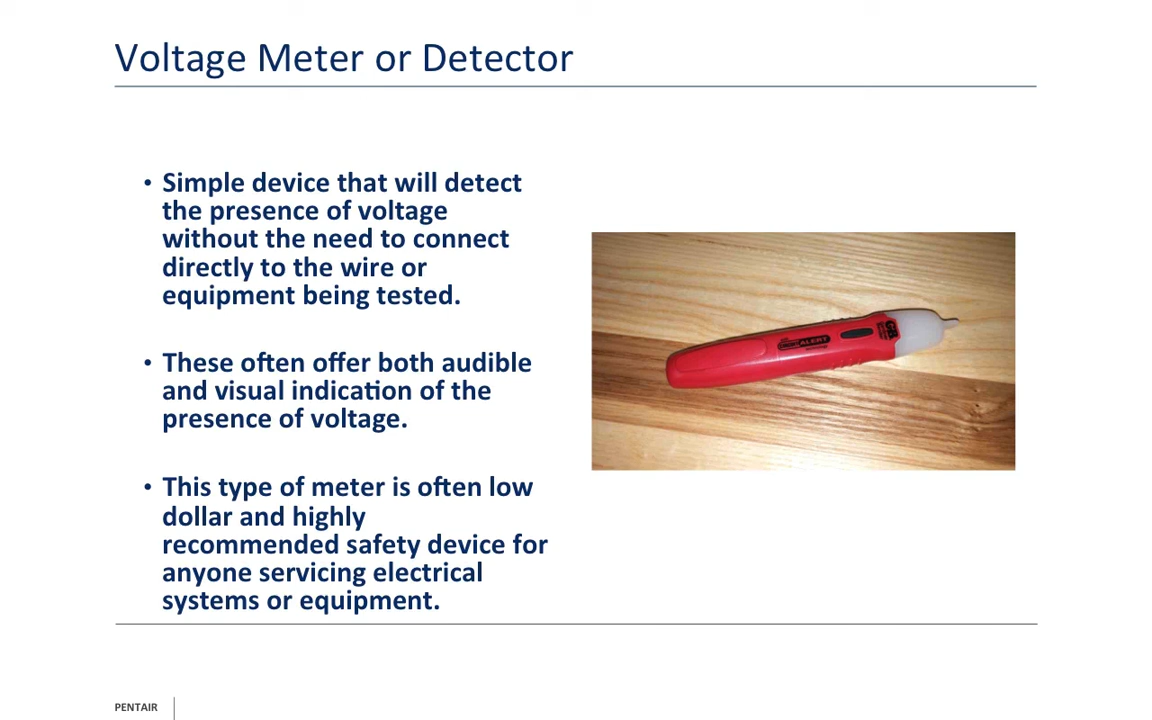 Voltage Meter or Detector
• Simple device that will detect
the presence of voltage
without the need to connect
directly to the wire or
equipment being tested.
• These often offer both audible
and visual indication of the
presence of voltage.
• This type of meter is often low
dollar and highly
recommended safety device for
anyone servicing electrical
systems or equipment.
ALERT
GB
PENTAIR